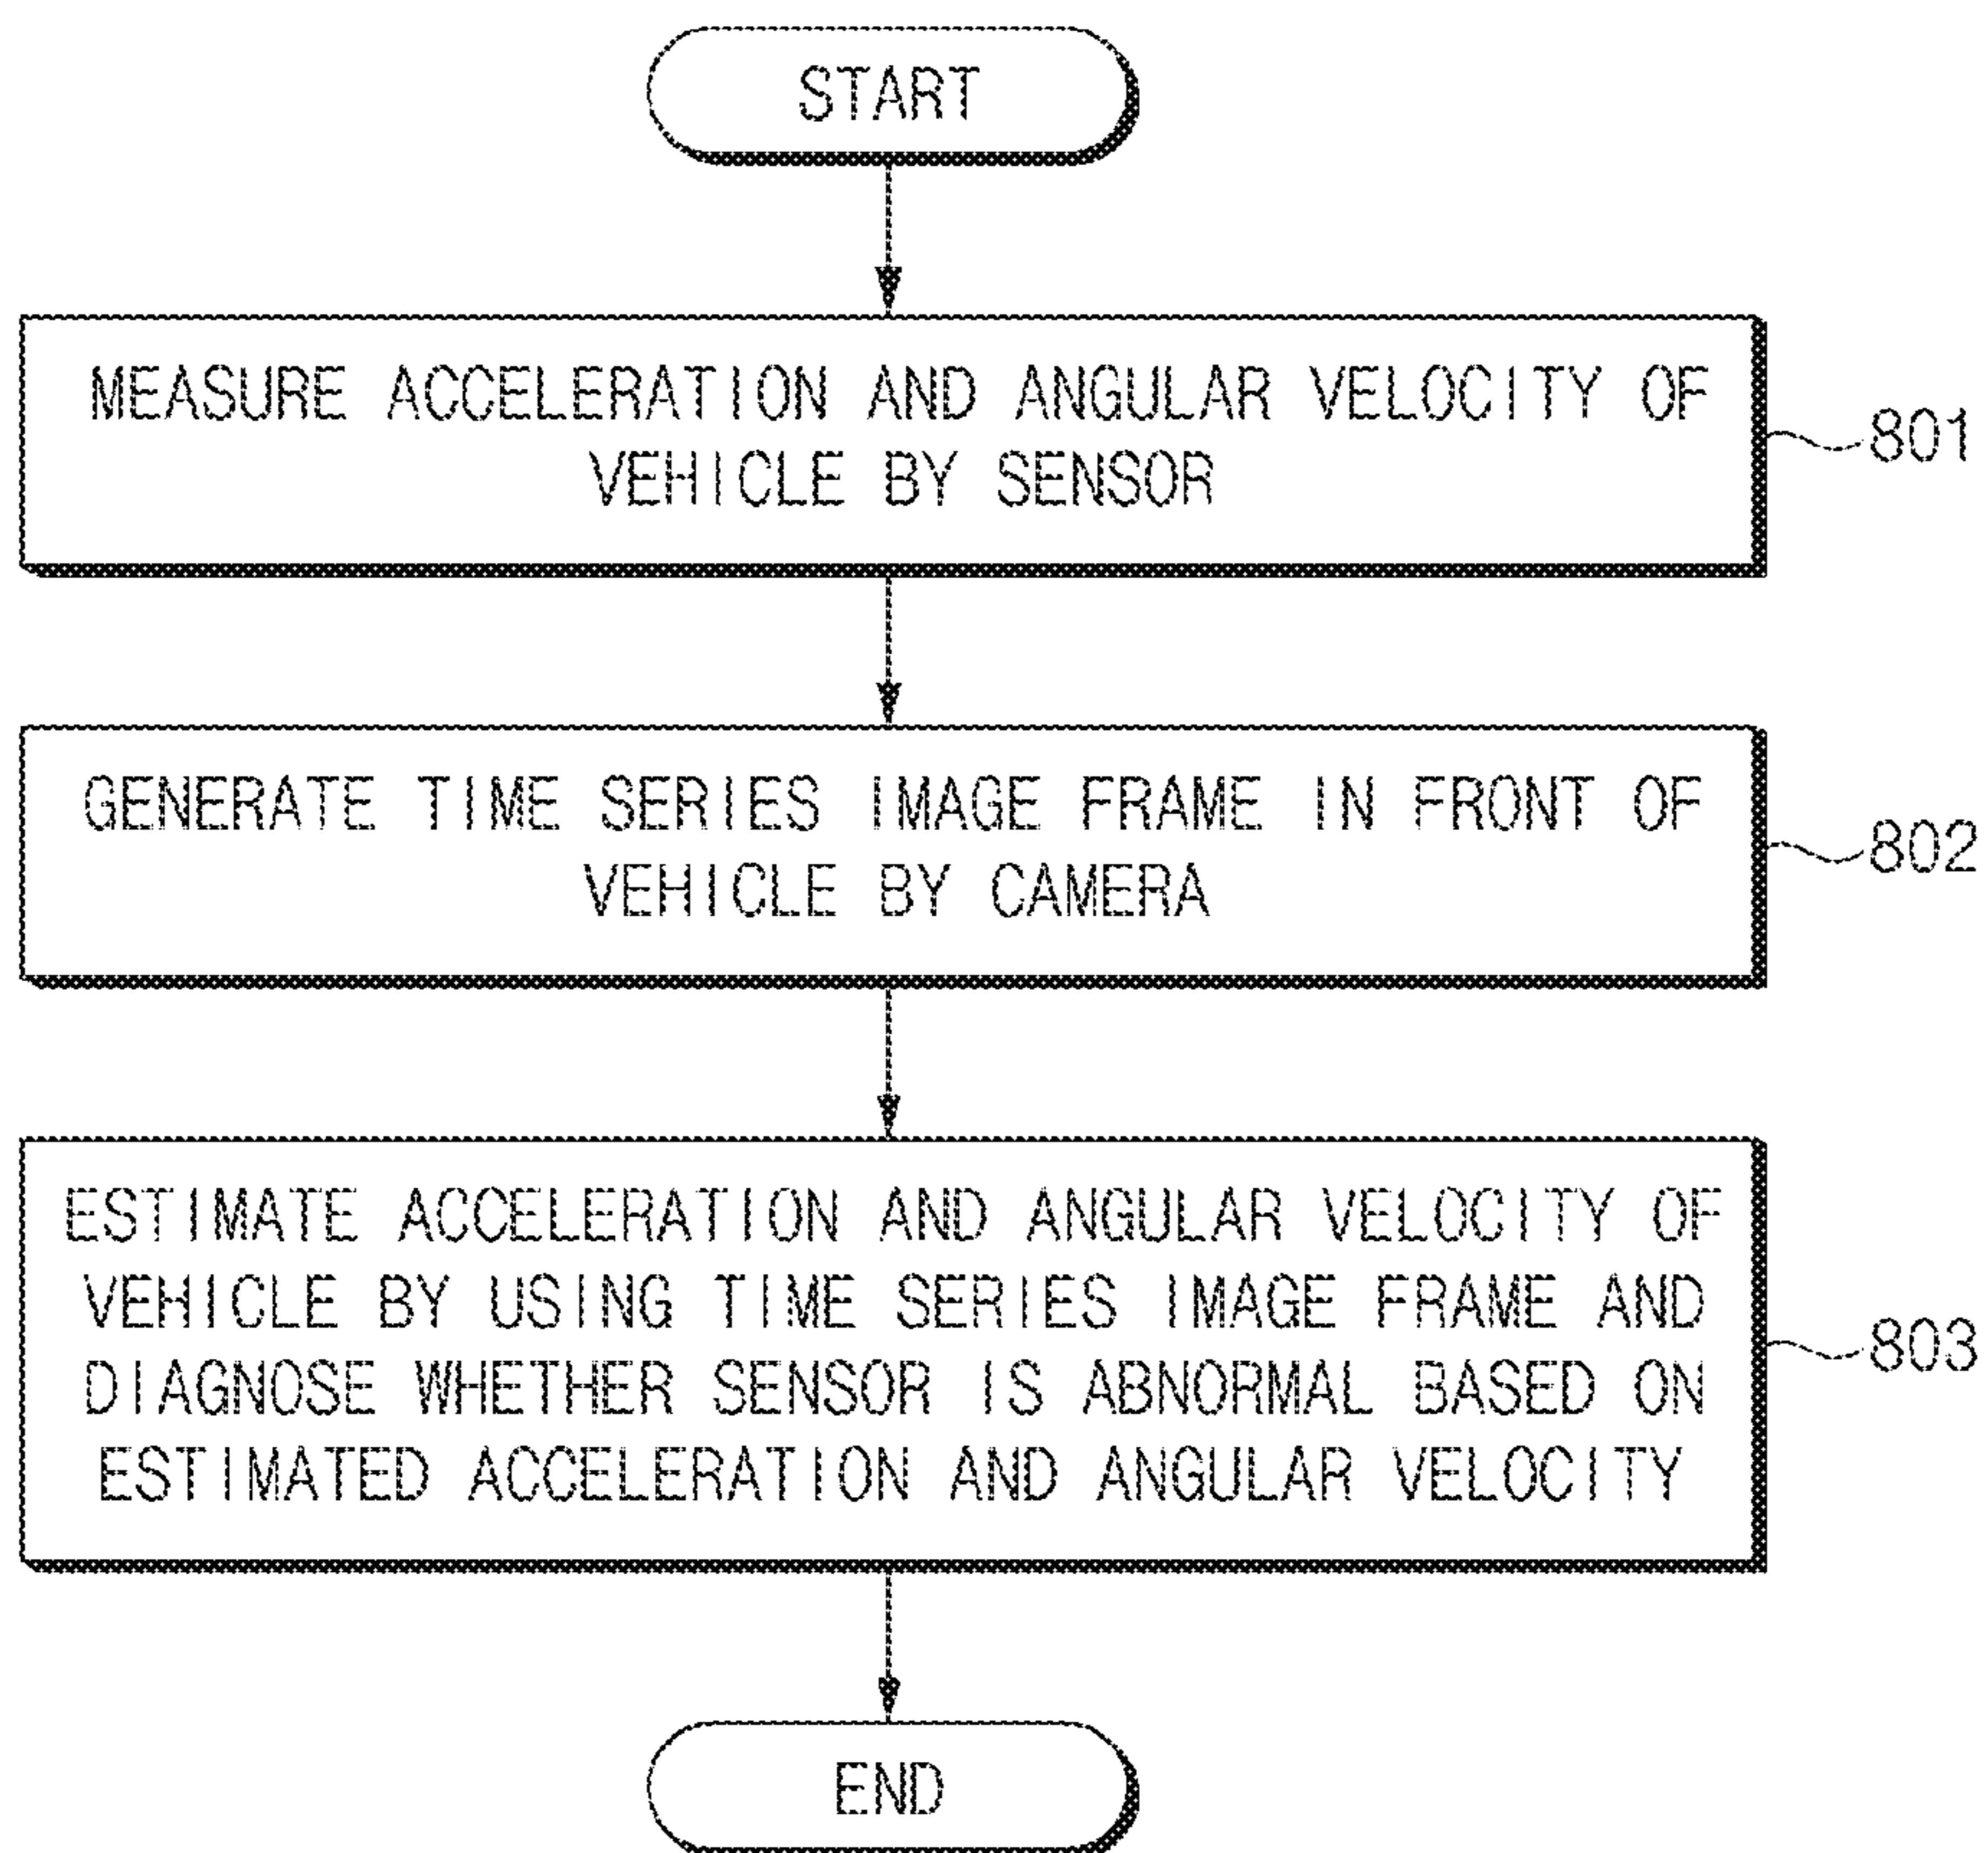 START
MEASURE ACCELERATION AND ANGULAR VELOCITY OF
VEHICLE BY SENSOR
801
GENERATE TIME SERIES IMAGE FRAME IN FRONT OF
VEHICLE BY CAMERA
802
ESTIMATE ACCELERATION AND ANGULAR VELOCITY OF
VEHICLE BY USING TIME SERIES IMAGE FRAME AND
DIAGNOSE WHETHER SENSOR IS ABNORMAL BASED ON
ESTIMATED ACCELERATION AND ANGULAR VELOCITY
803
END